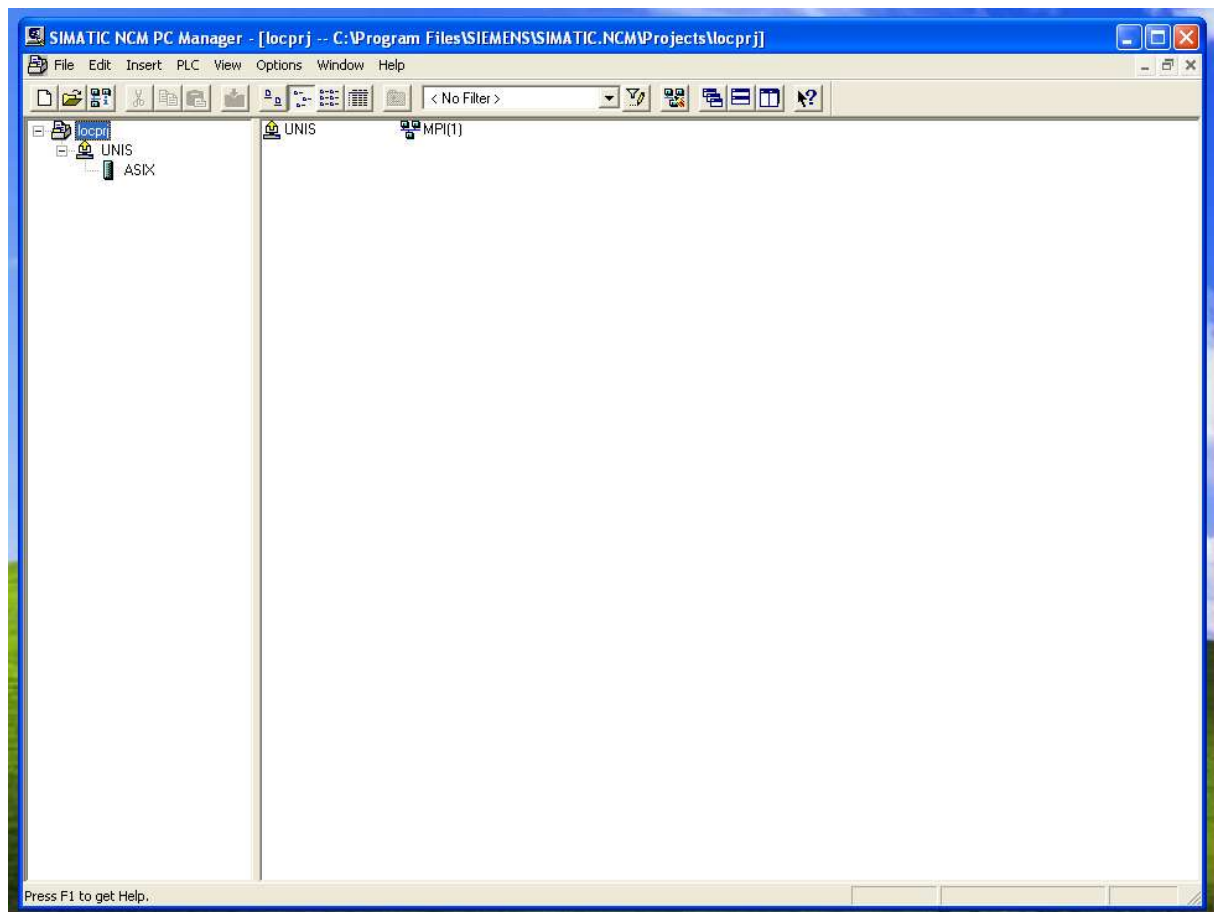 SIMATIC NCM PC Manager - [locprj -- C:\Program Files\SIEMENS\SIMATIC.NCM\Projects\locprj]
File Edit Insert PLC View Options Window Help
< No Filter >
locprj
UNIS
ASIX
UNIS MPI(1)
Press F1 to get Help.